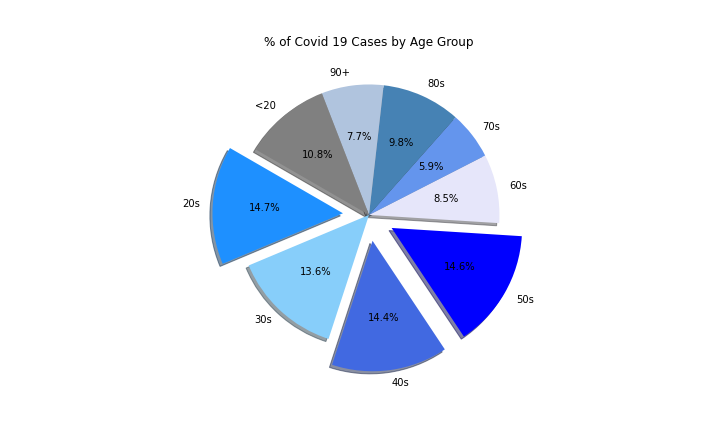 % of Covid 19 Cases by Age Group
90+
80s
<20
70s
7.7%
9.8%
10.8%
5.9%
60s
8.5%
20s
14.7%
14.6%
13.6%
50s
30s
14.4%
40s